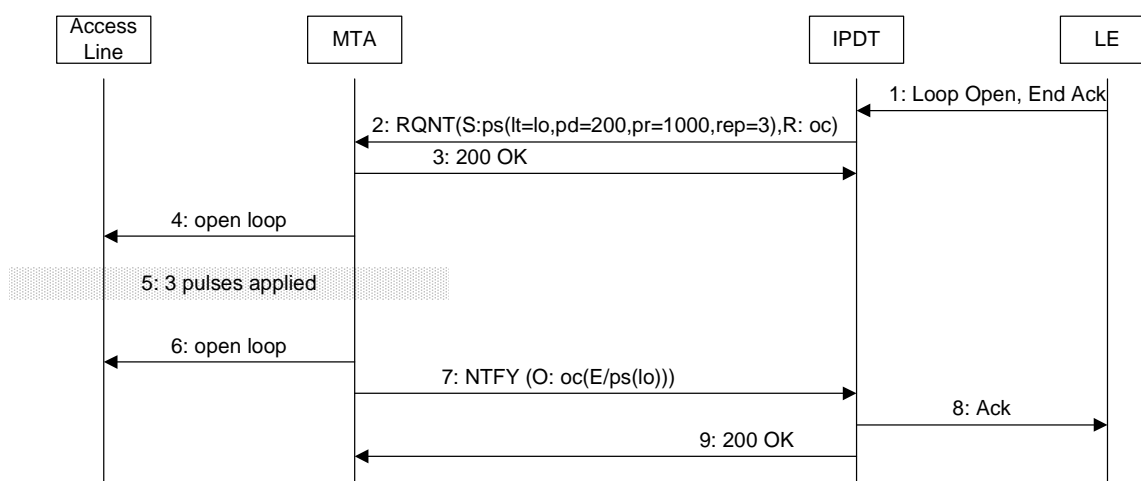 Access
Line
MTA
IPDT
LE
1: Loop Open, End Ack
2: RQNT(S:ps(lt=lo,pd=200,pr=1000,rep=3),R: oc)
3: 200 OK
4: open loop
5: 3 pulses applied
6: open loop
7: NTFY (O: oc(E/ps(lo)))
8: Ack
9: 200 OK